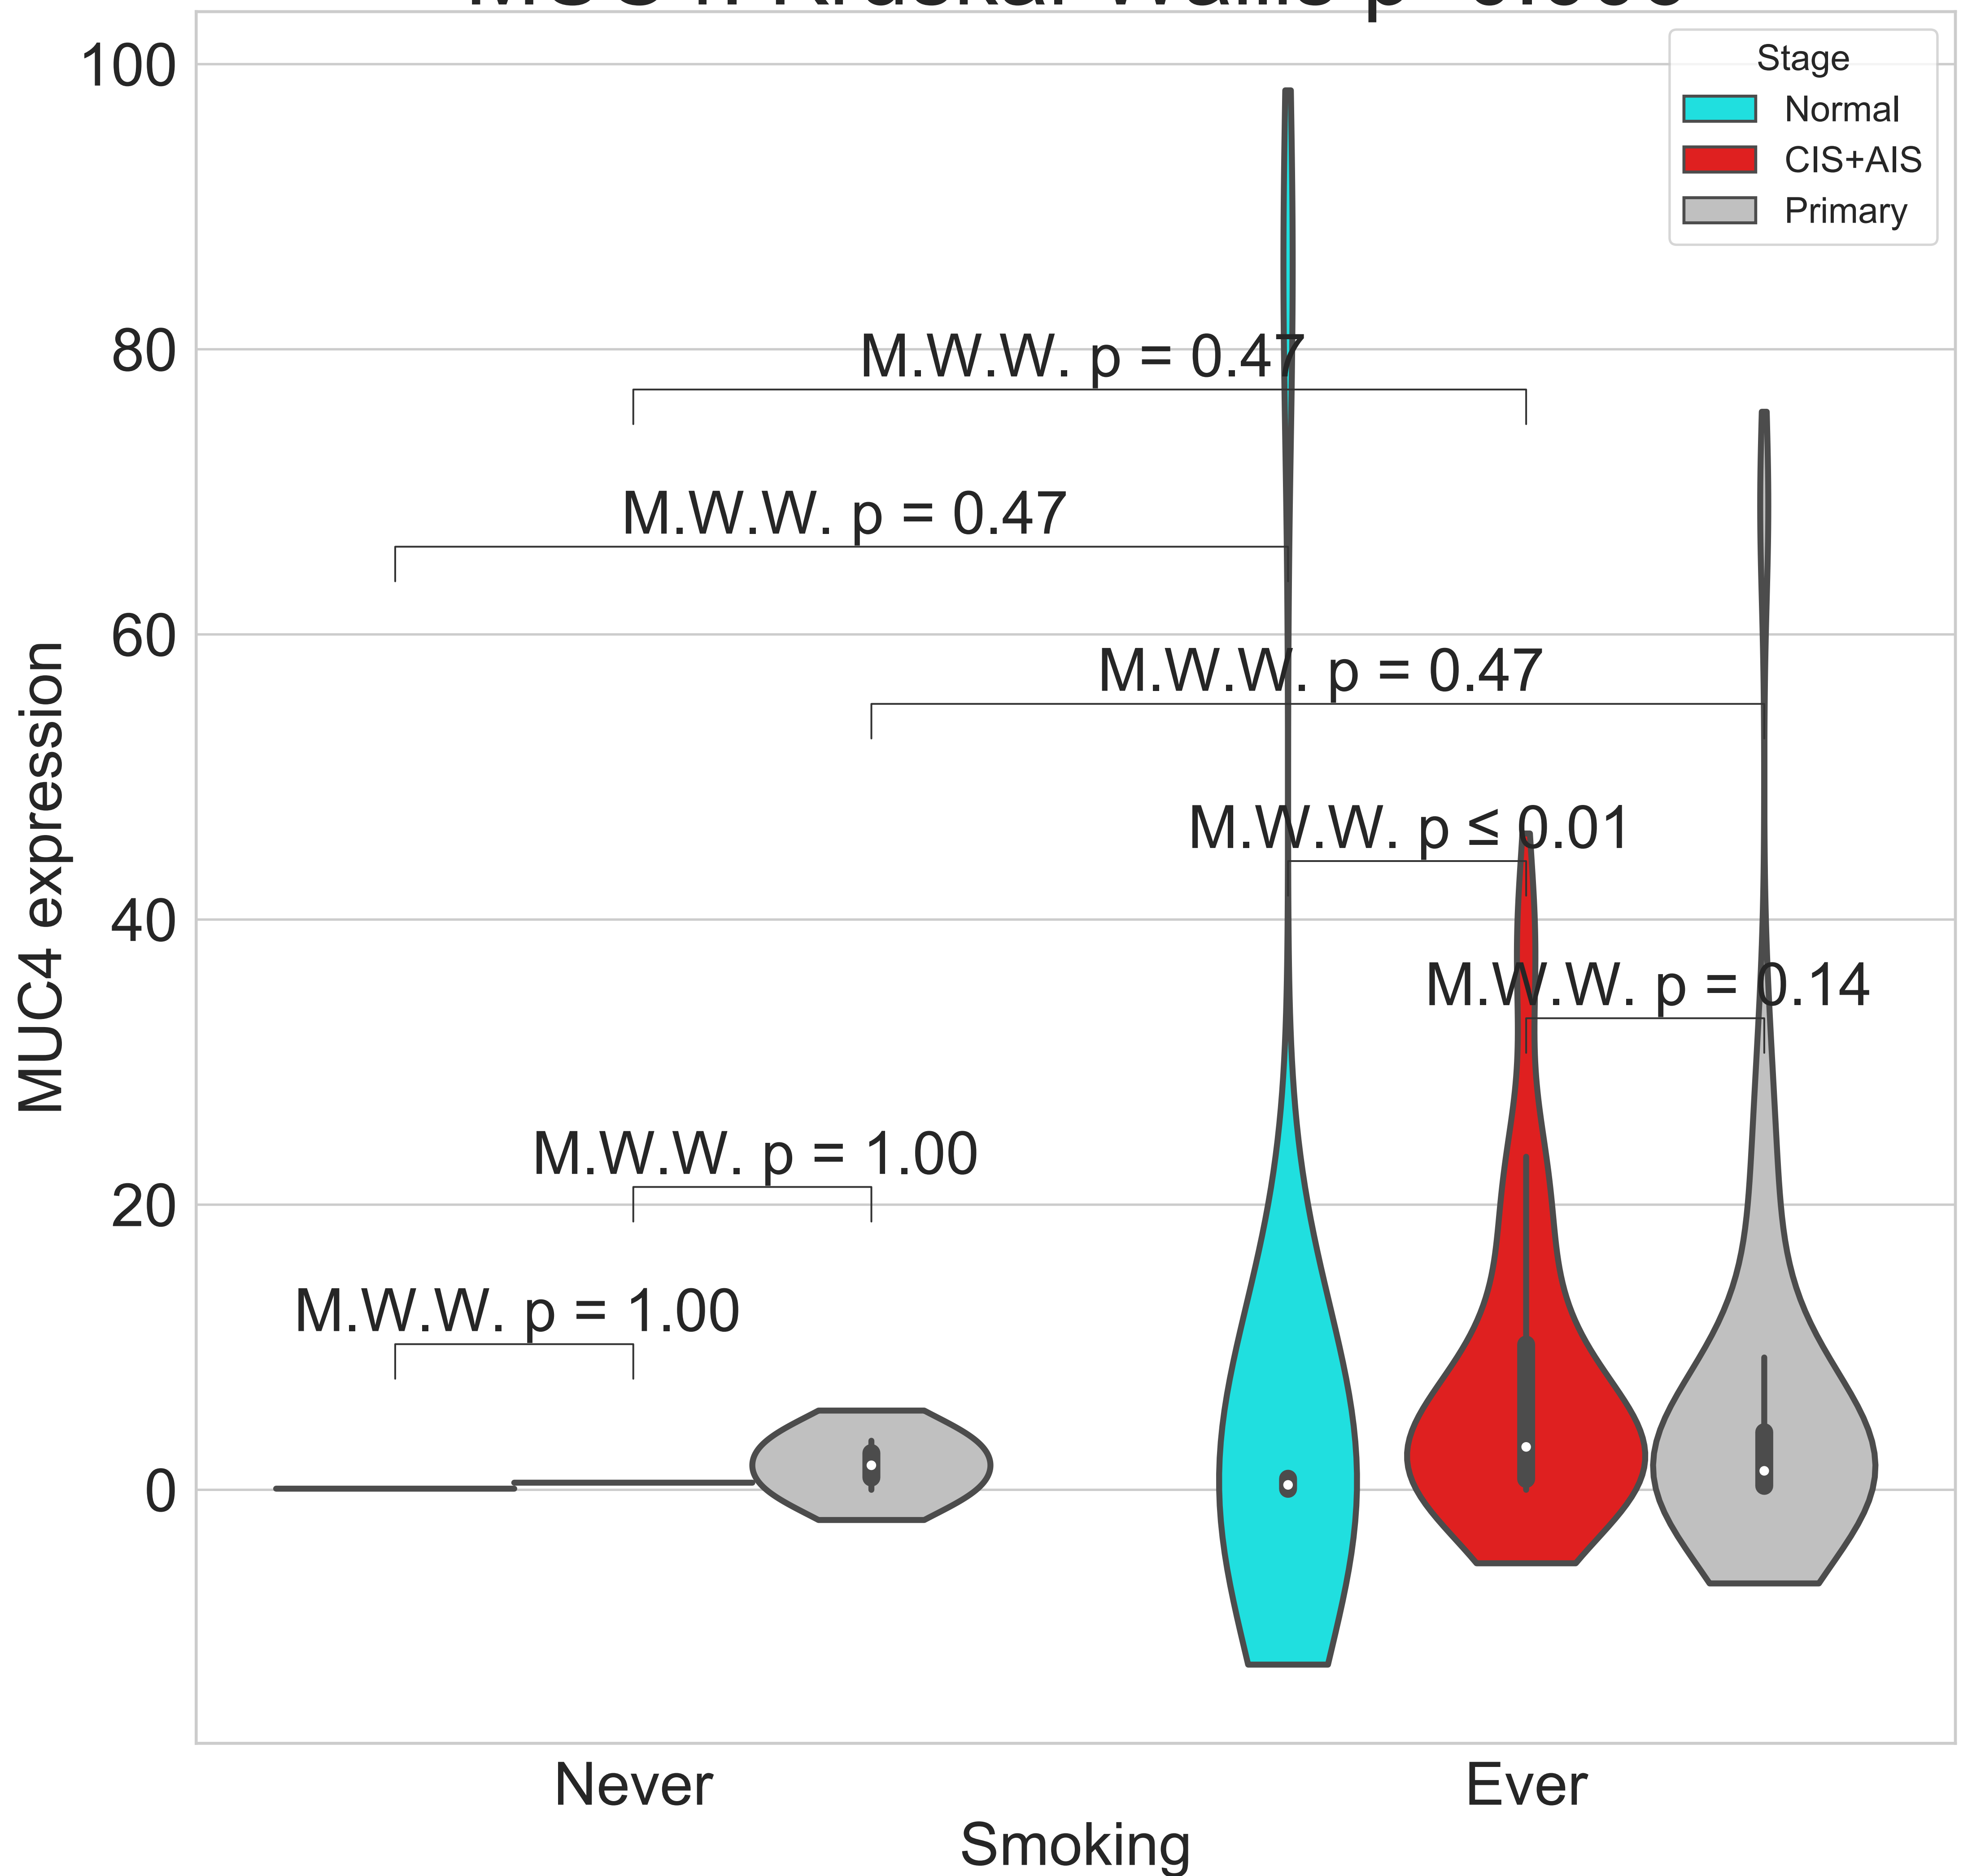 100
80
60
40
20
0
MUC4 expression
Stage
Normal
CIS+AIS
Primary
M.W.W. p = 0.47
M.W.W. p = 0.47
M.W.W. p = 0.47
M.W.W. p ≤ 0.01
M.W.W. p = 0.14
M.W.W. p = 1.00
M.W.W. p = 1.00
Never
Ever
Smoking